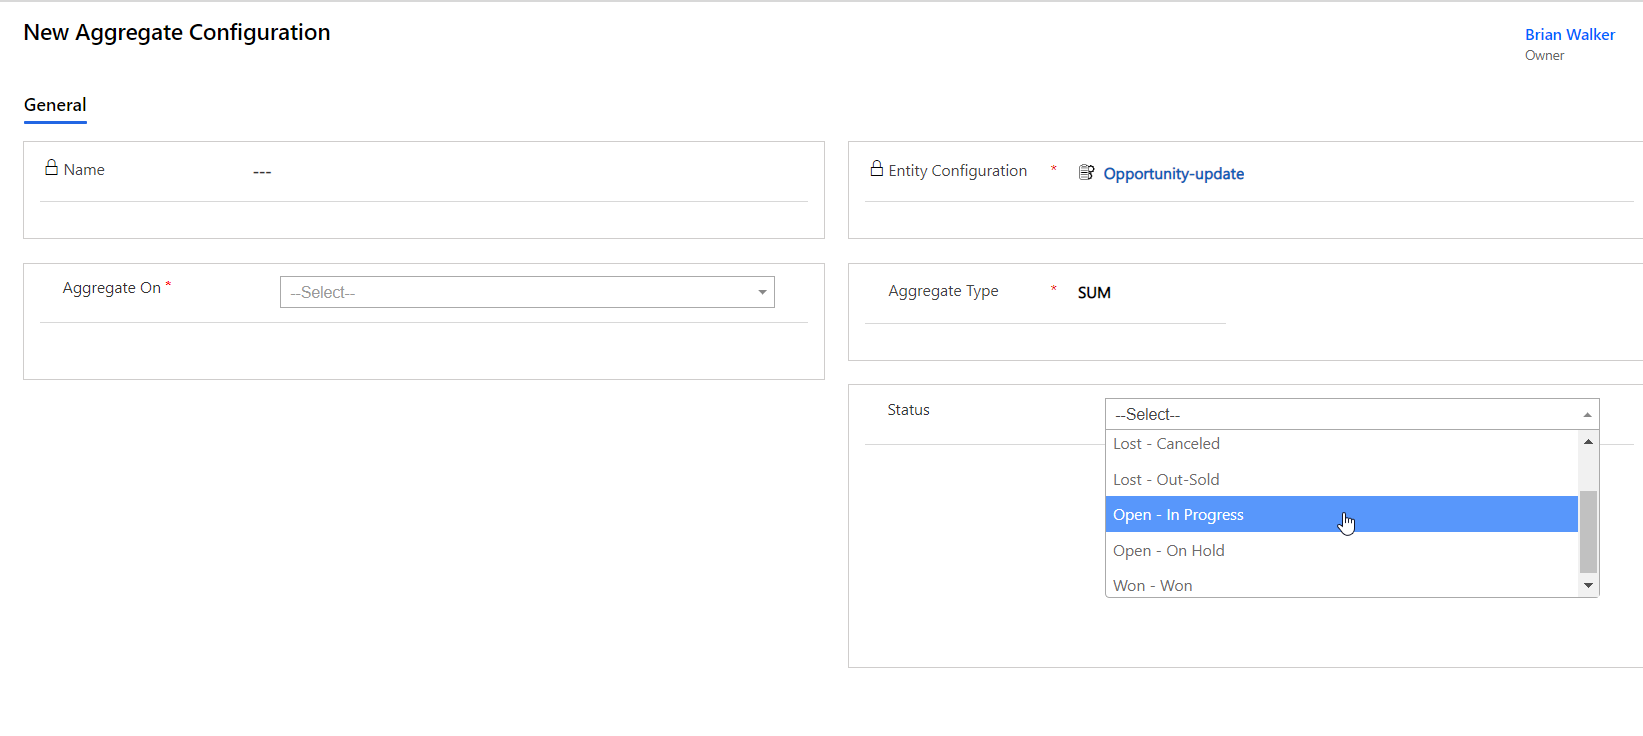 New Aggregate Configuration
Brian Walker
Owner
General
Name ---
Entity Configuration * Opportunity-update
Aggregate On * --Select--
Aggregate Type * SUM
Status --Select--
Lost - Canceled
Lost - Out-Sold
Open - In Progress
Open - On Hold
Won - Won